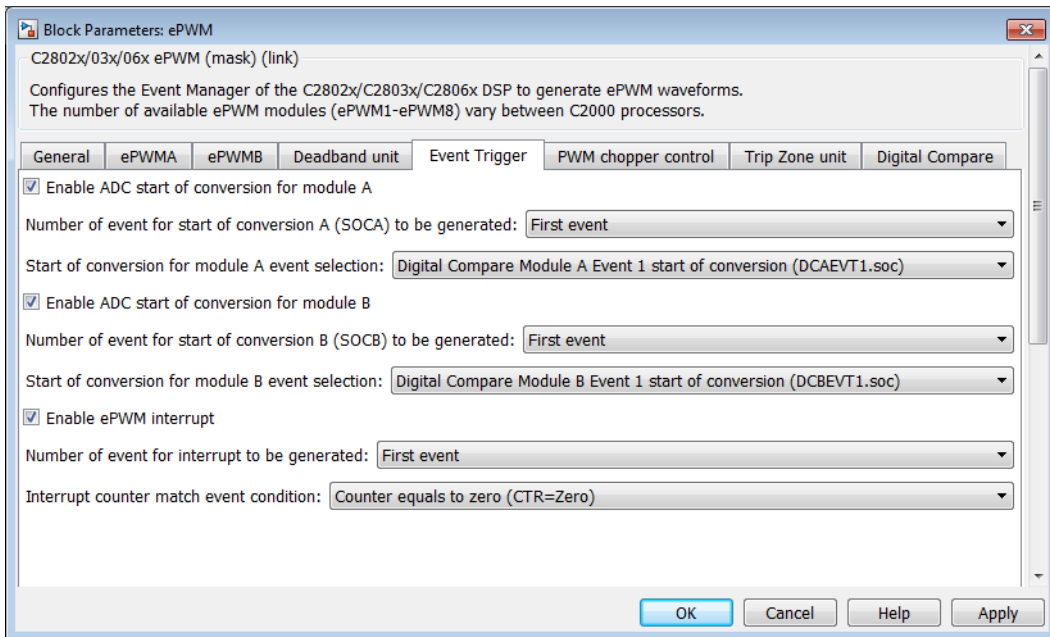 Block Parameters: ePWM
C2802x/03x/06x ePWM (mask) (link)
Configures the Event Manager of the C2802x/C2803x/C2806x DSP to generate ePWM waveforms.
The number of available ePWM modules (ePWM1-ePWM8) vary between C2000 processors.
General ePWMA ePWMB Deadband unit Event Trigger PWM chopper control Trip Zone unit Digital Compare
Enable ADC start of conversion for module A
Number of event for start of conversion A (SOCA) to be generated: First event
Start of conversion for module A event selection: Digital Compare Module A Event 1 start of conversion (DCAEVT1.soc)
Enable ADC start of conversion for module B
Number of event for start of conversion B (SOCB) to be generated: First event
Start of conversion for module B event selection: Digital Compare Module B Event 1 start of conversion (DCBEVT1.soc)
Enable ePWM interrupt
Number of event for interrupt to be generated: First event
Interrupt counter match event condition: Counter equals to zero (CTR=Zero)
OK Cancel Help Apply